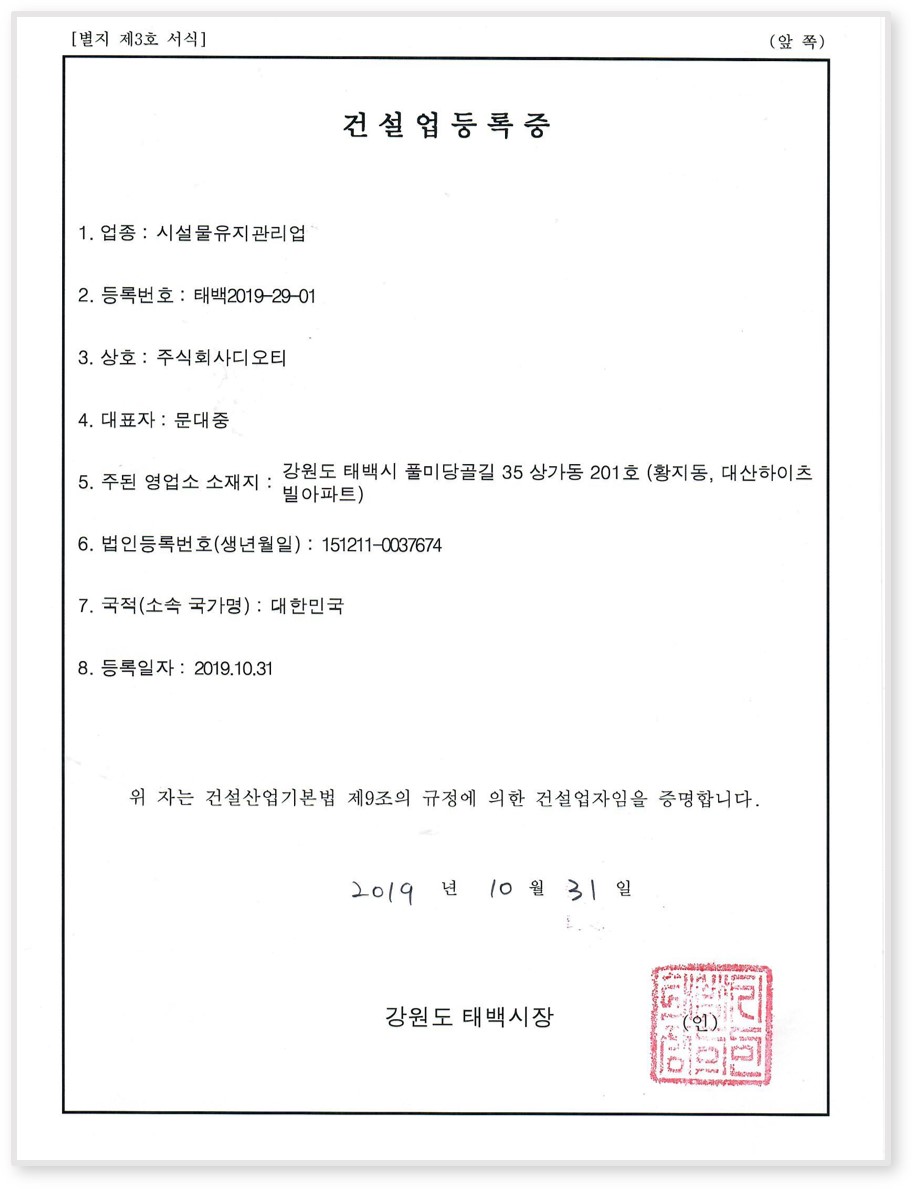 [별지 제3호 서식]
(앞 쪽)
건설업등록증
1. 업종 : 시설물유지관리업
2. 등록번호 : 태백2019-29-01
3. 상호 : 주식회사디오티
4. 대표자 : 문대중
5. 주된 영업소 소재지 : 강원도 태백시 풀미당골길 35 상가동 201호 (황지동, 대산하이츠
빌아파트)
6. 법인등록번호(생년월일) : 151211-0037674
7. 국적(소속 국가명) : 대한민국
8. 등록일자 : 2019.10.31
위 자는 건설산업기본법 제9조의 규정에 의한 건설업자임을 증명합니다.
2019 년 10 월 31 일
강원도 태백시장
(인)